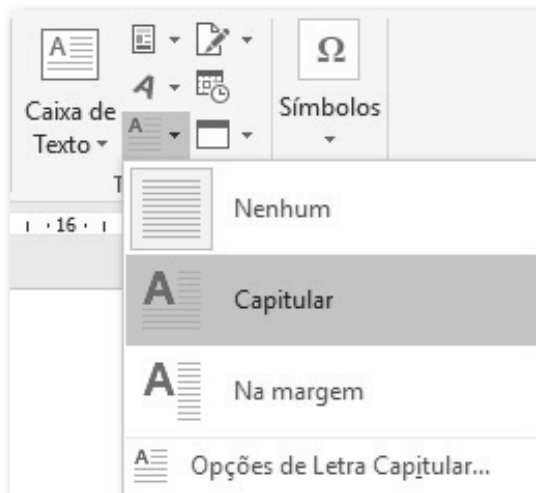 Caixa de
Texto
Símbolos
T
16
Nenhum
A
Capitular
A
Na margem
A
Opções de Letra Capitular...